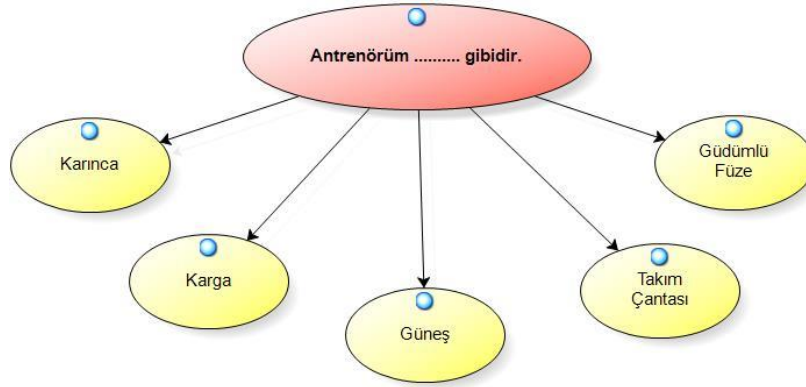 Antrenörüm .......... gibidir.
Karınca
Karga
Güneş
Takım
Çantası
Güdümlü
Füze